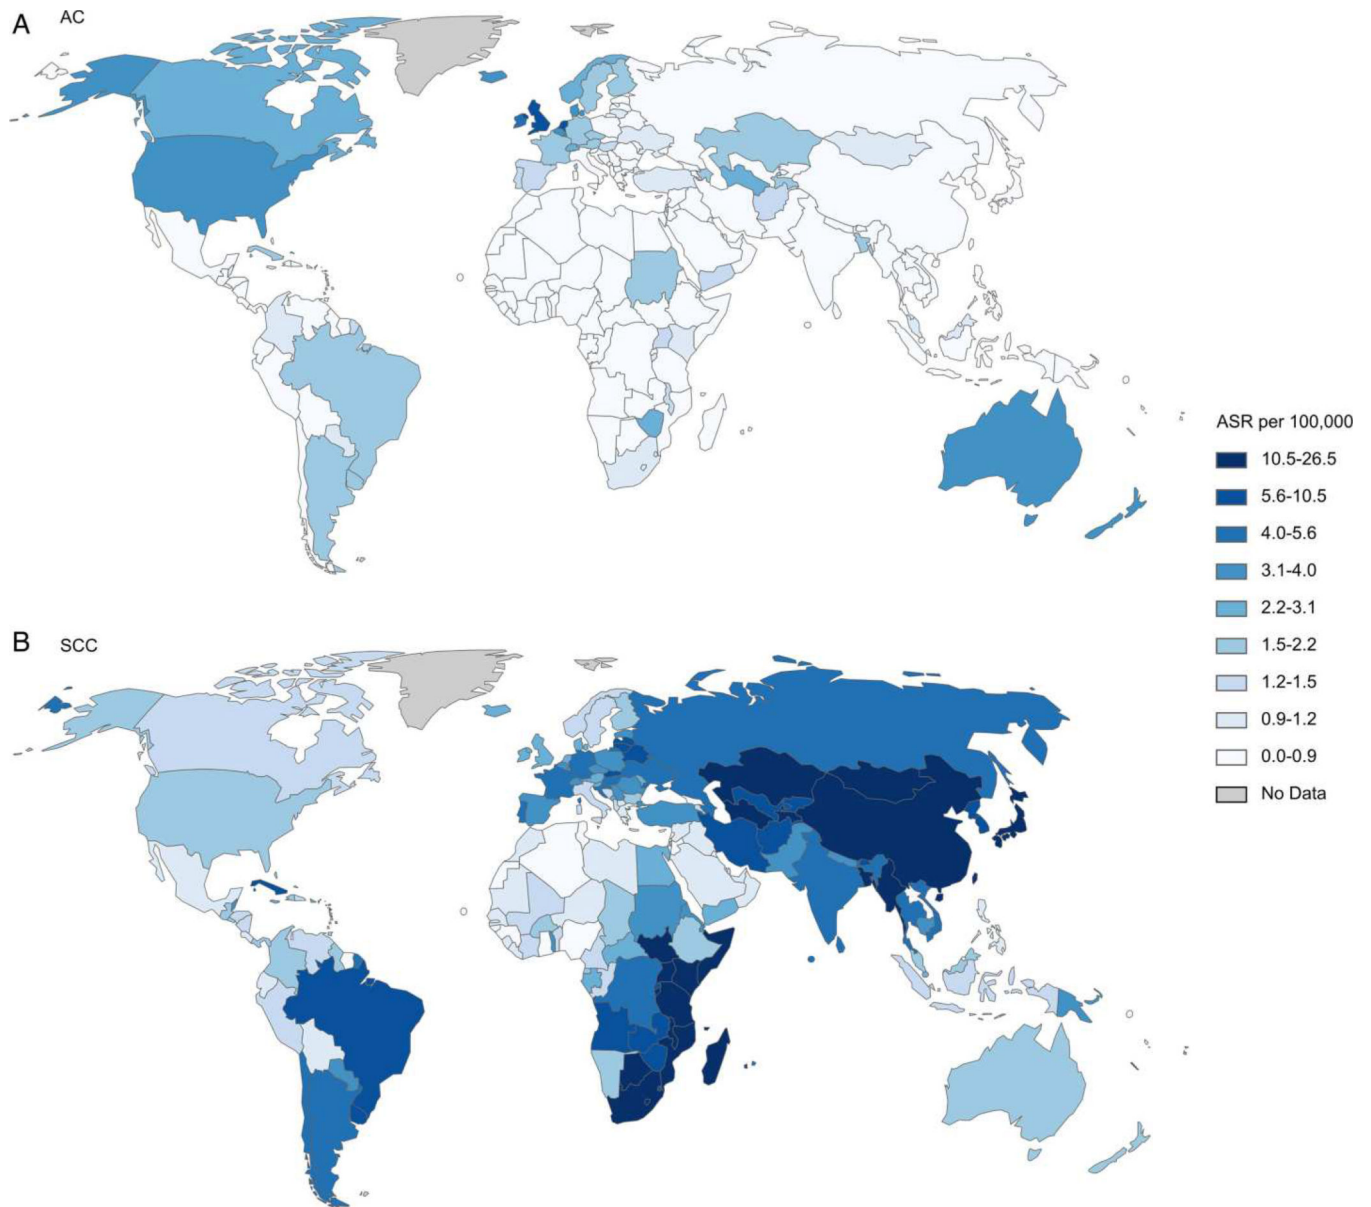 A
AC
ASR per 100,000
10.5-26.5
5.6-10.5
4.0-5.6
3.1-4.0
2.2-3.1
1.5-2.2
1.2-1.5
0.9-1.2
0.0-0.9
No Data
B
SCC